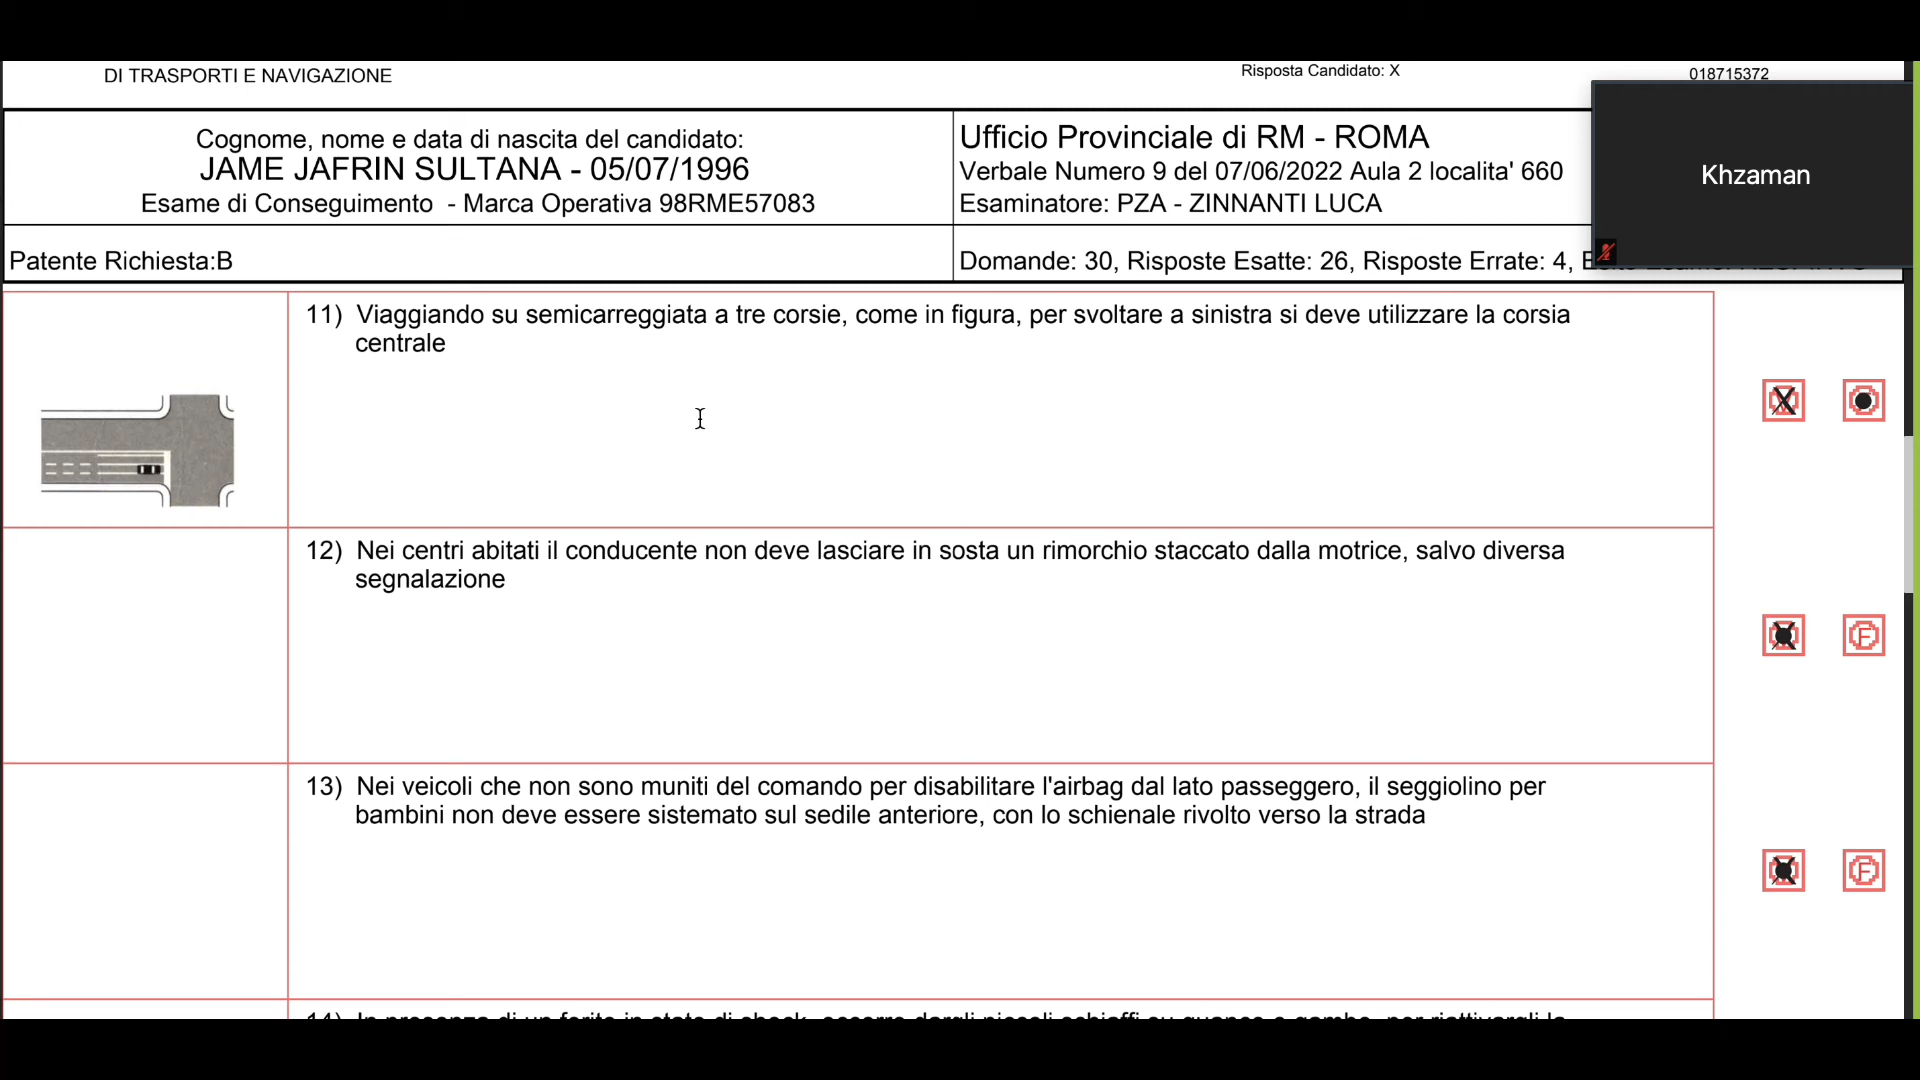 DI TRASPORTI E NAVIGAZIONE
Risposta Candidato: X
018715372
Cognome, nome e data di nascita del candidato:
JAME JAFRIN SULTANA - 05/07/1996
Esame di Conseguimento - Marca Operativa 98RME57083
Ufficio Provinciale di RM - ROMA
Verbale Numero 9 del 07/06/2022 Aula 2 localita' 660
Esaminatore: PZA - ZINNANTI LUCA
Khzaman
Patente Richiesta:B
Domande: 30, Risposte Esatte: 26, Risposte Errate: 4,
11) Viaggiando su semicarreggiata a tre corsie, come in figura, per svoltare a sinistra si deve utilizzare la corsia
centrale
X
12) Nei centri abitati il conducente non deve lasciare in sosta un rimorchio staccato dalla motrice, salvo diversa
segnalazione
F
13) Nei veicoli che non sono muniti del comando per disabilitare l'airbag dal lato passeggero, il seggiolino per
bambini non deve essere sistemato sul sedile anteriore, con lo schienale rivolto verso la strada
F